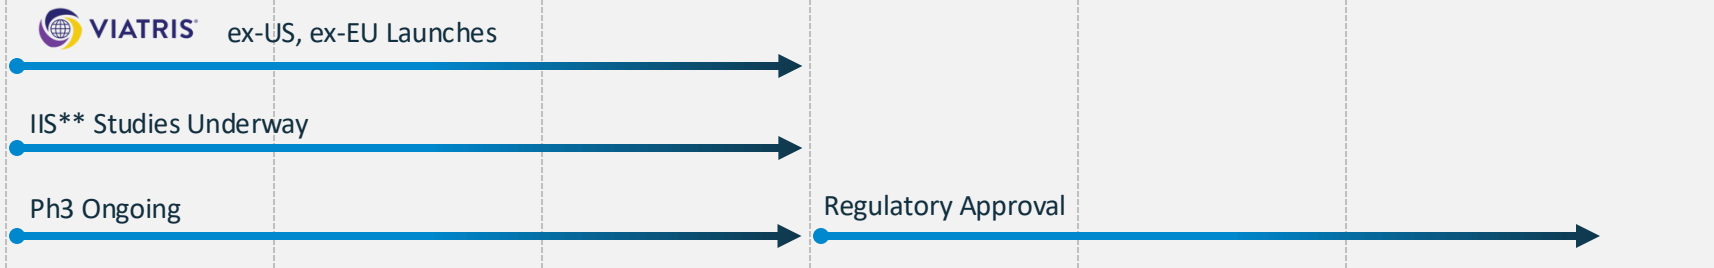 VIATRIS ex-US, ex-EU Launches
IIS** Studies Underway
Ph3 Ongoing
Regulatory Approval